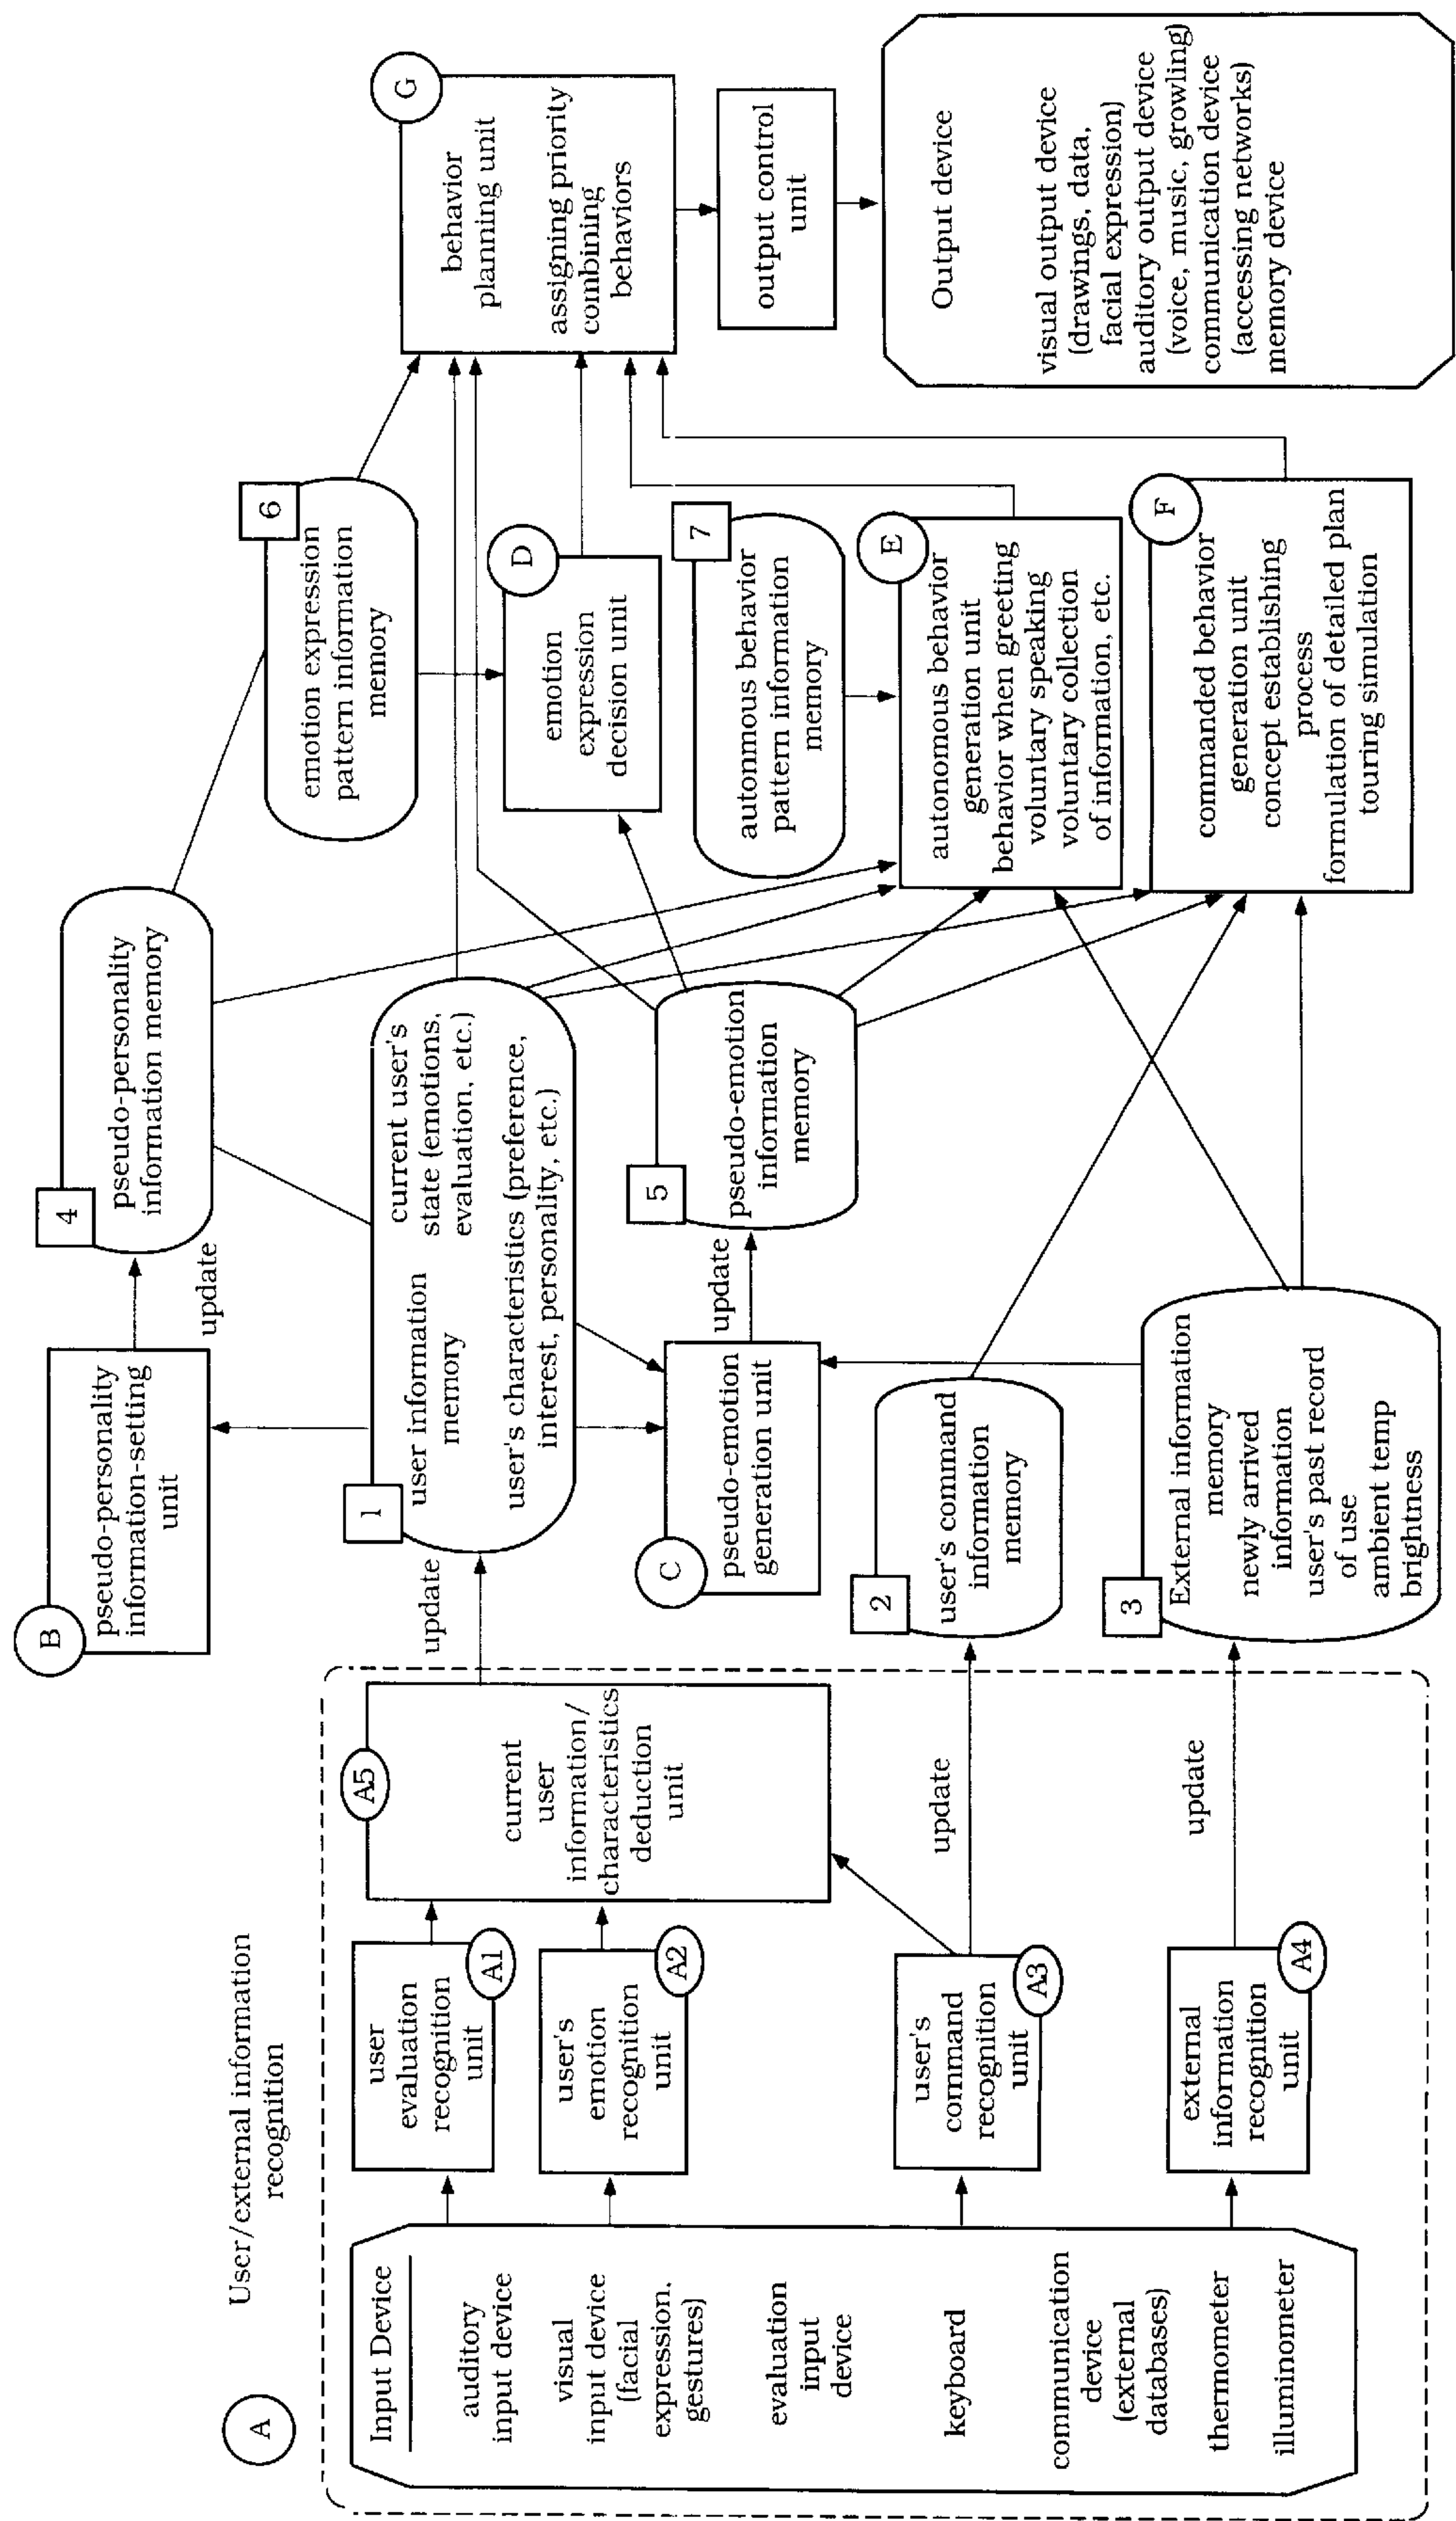 A
User/external information
recognition
Input Device
auditory
input device
visual
input device
(facial
expression.
gestures)
evaluation
input
device
keyboard
communication
device
(external
databases)
thermometer
illuminometer
user
evaluation
recognition
unit
A1
user's
emotion
recognition
unit
A2
user's
command
recognition
unit
A3
external
information
recognition
unit
A4
A5
current
user
information/
characteristics
deduction
unit
update
update
update
B
pseudo-personality
information-setting
unit
update
4
pseudo-personality
information memory
1
user information
memory
current user's
state (emotions,
evaluation, etc.)
user's characteristics (preference,
interest, personality, etc.)
C
pseudo-emotion
generation unit
update
5
pseudo-emotion
information
memory
2
user's command
information
memory
3
External information
memory
newly arrived
information
user's past record
of use
ambient temp
brightness
6
emotion expression
pattern information
memory
D
emotion
expression
decision unit
7
autonmous behavior
pattern information
memory
E
autonomous behavior
generation unit
behavior when greeting
voluntary speaking
voluntary collection
of information, etc.
F
commanded behavior
generation unit
concept establishing
process
formulation of detailed plan
touring simulation
G
behavior
planning unit
assigning priority
combining
behaviors
output control
unit
Output device
visual output device
(drawings, data,
facial expression)
auditory output device
(voice, music, growling)
communication device
(accessing networks)
memory device